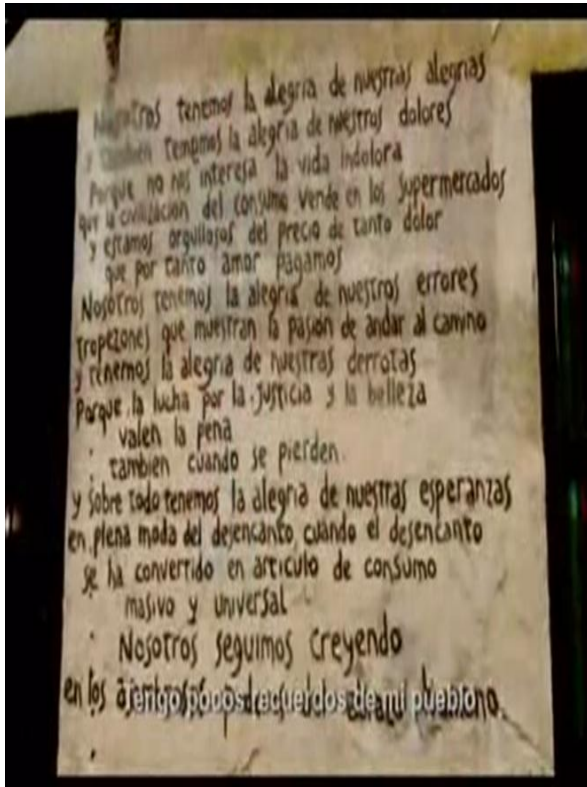 Nosotros tenemos la alegria de nuestras alegrias
y tambien tenemos la alegria de nuestros dolores
Porque no nos interesa la vida indolora
que la civilizacion del consumo vende en los supermercados
y estamos orgullosos del precio de tanto dolor
que por tanto amor pagamos
Nosotros tenemos la alegria de nuestros errores
tropezones que muestran la pasion de andar al camino
y tenemos la alegria de nuestras derrotas
Porque la lucha por la justicia y la belleza
valen la pena
tambien cuando se pierden
y sobre todo tenemos la alegria de nuestras esperanzas
en plena moda del desencanto, cuando el desencanto
se ha convertido en articulo de consumo
masivo y universal
Nosotros seguimos creyendo
en los
Tengo pocos recuerdos de mi pueblo